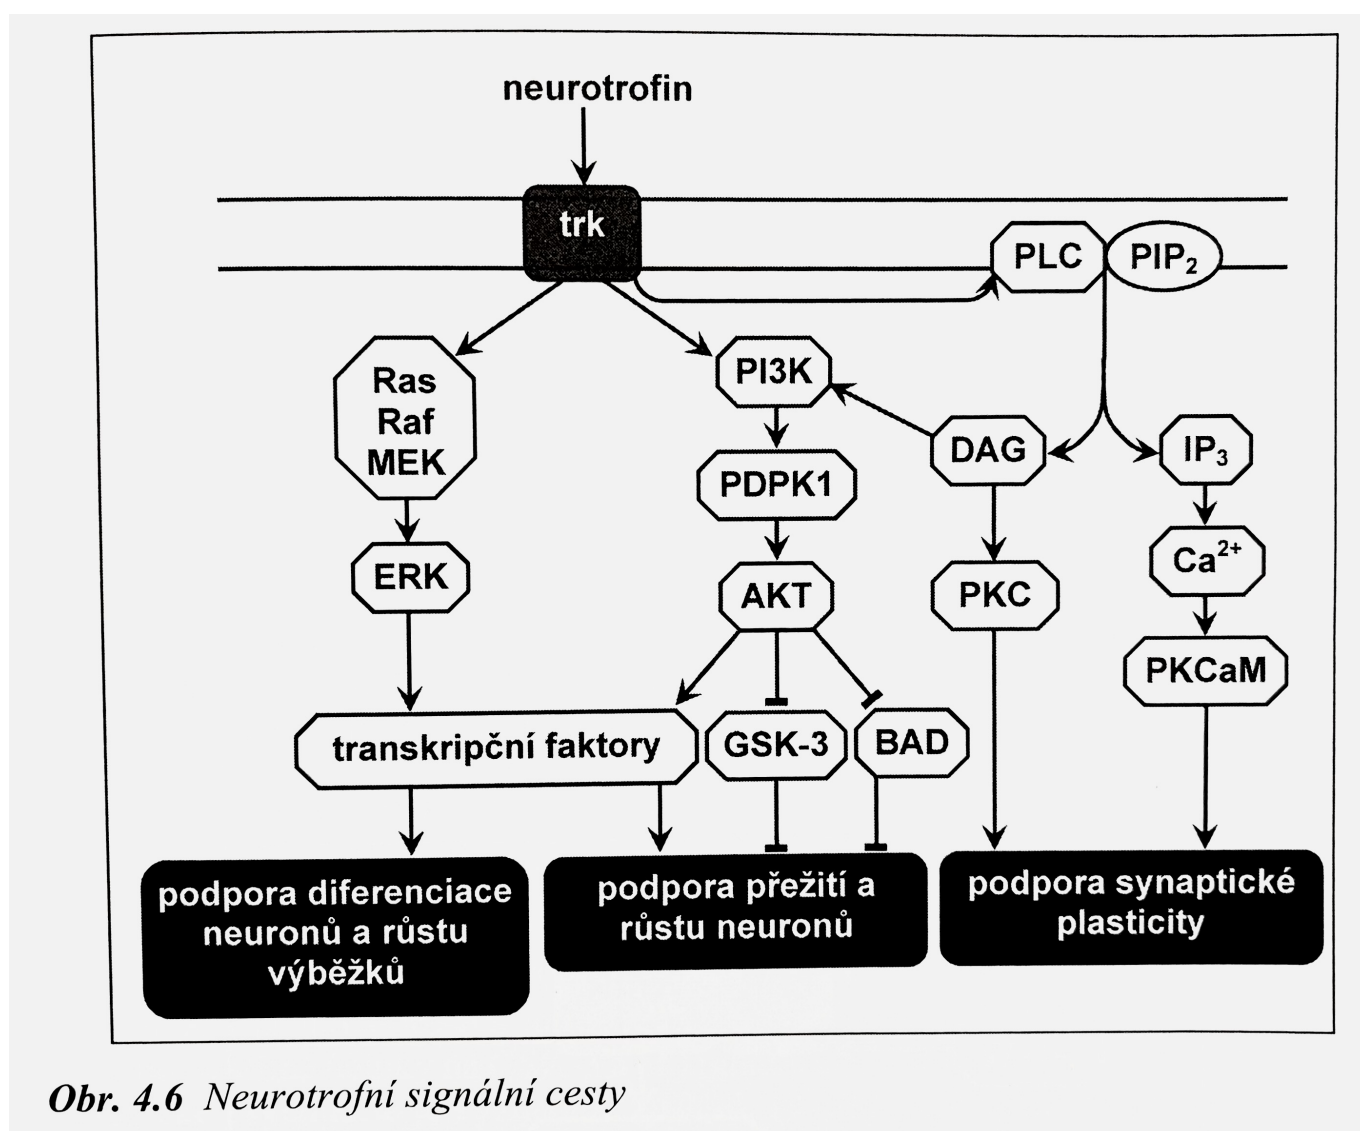 neurotrofin
trk
PLC
PIP₂
Ras
Raf
MEK
PI3K
DAG
IP₃
PDPK1
ERK
AKT
PKC
Ca²⁺
PKCaM
transkripční faktory
GSK-3
BAD
podpora diferenciace
neuronů a růstu
výběžků
podpora přežití a
růstu neuronů
podpora synaptické
plasticity
Obr. 4.6 Neurotrofní signální cesty